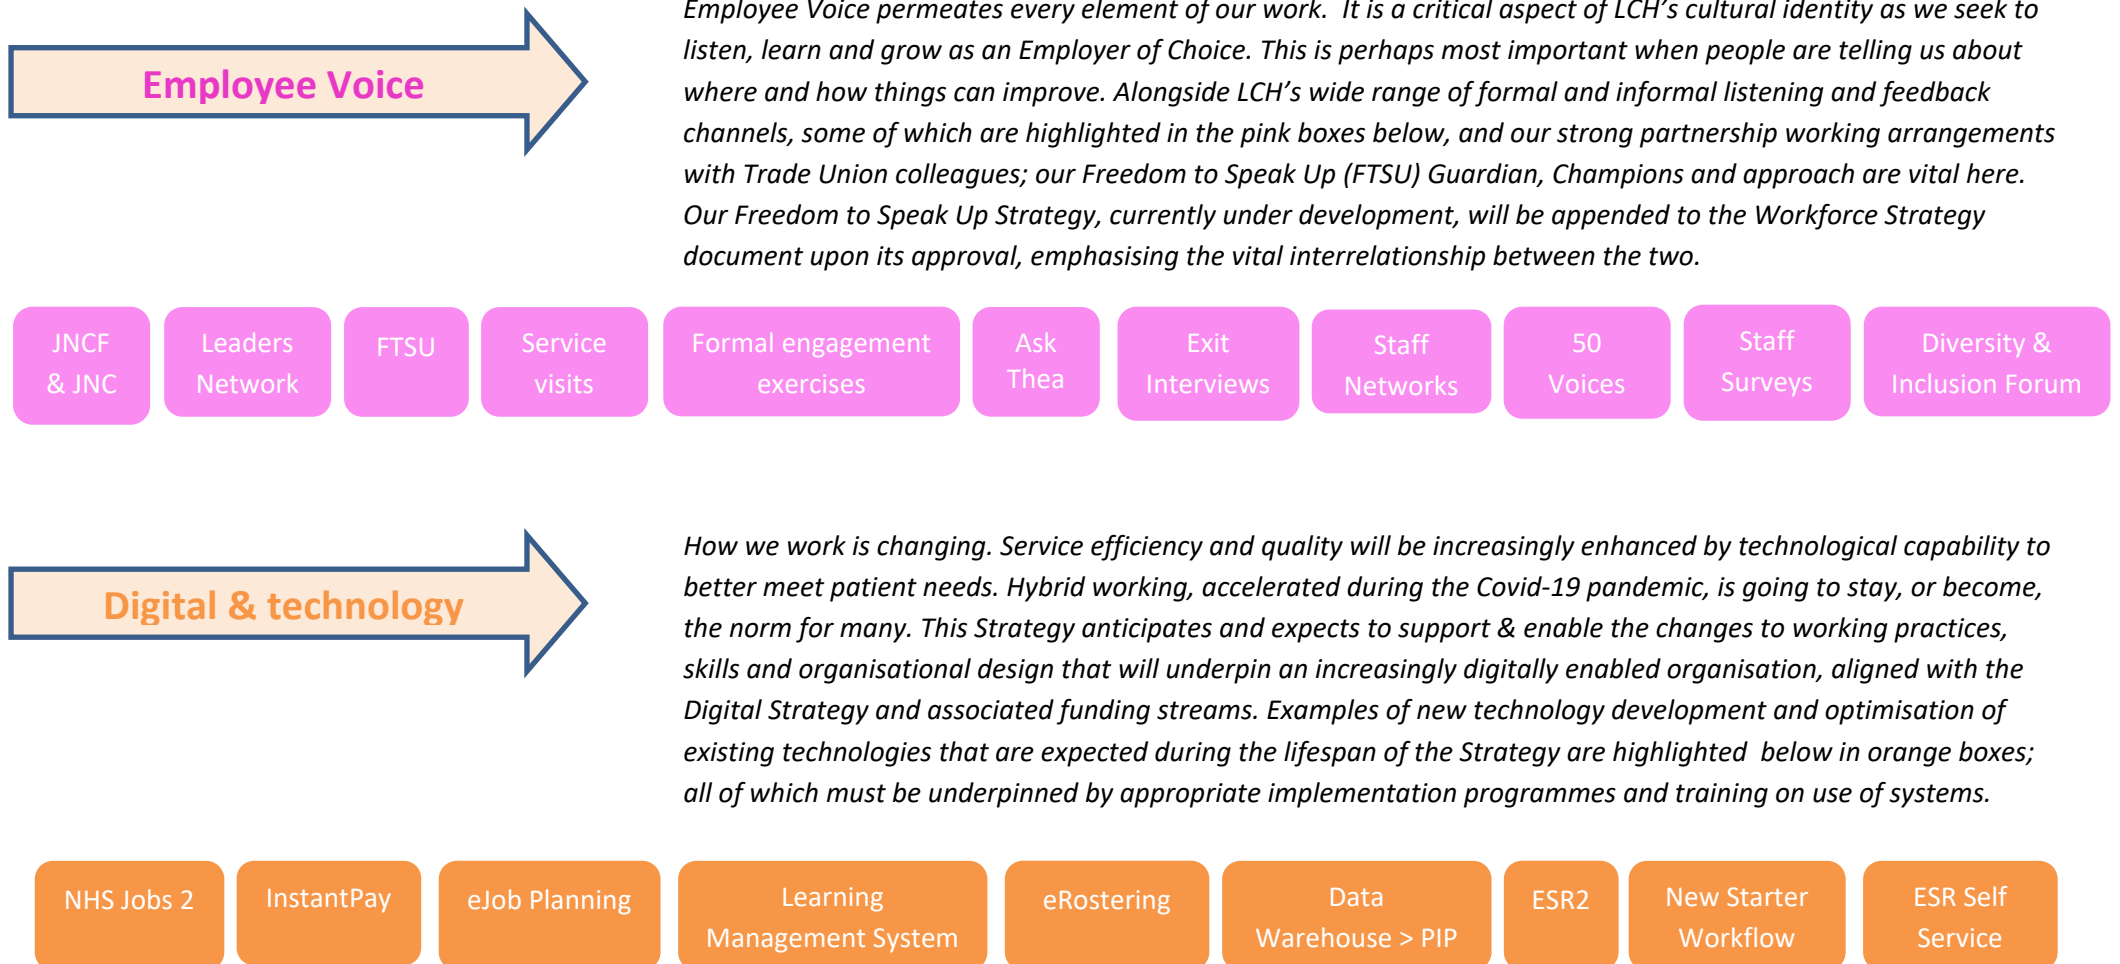 Employee Voice permeates every element of our work.  It is a critical aspect of LCH's cultural identity as we seek to
listen, learn and grow as an Employer of Choice. This is perhaps most important when people are telling us about
where and how things can improve. Alongside LCH's wide range of formal and informal listening and feedback
channels, some of which are highlighted in the pink boxes below, and our strong partnership working arrangements
with Trade Union colleagues; our Freedom to Speak Up (FTSU) Guardian, Champions and approach are vital here.
Our Freedom to Speak Up Strategy, currently under development, will be appended to the Workforce Strategy
document upon its approval, emphasising the vital interrelationship between the two.
Employee Voice
JNCF
& JNC
Leaders
Network
FTSU
Service
visits
Formal engagement
exercises
Ask
Thea
Exit
Interviews
Staff
Networks
50
Voices
Staff
Surveys
Diversity &
Inclusion Forum
Digital & technology
How we work is changing. Service efficiency and quality will be increasingly enhanced by technological capability to
better meet patient needs. Hybrid working, accelerated during the Covid-19 pandemic, is going to stay, or become,
the norm for many. This Strategy anticipates and expects to support & enable the changes to working practices,
skills and organisational design that will underpin an increasingly digitally enabled organisation, aligned with the
Digital Strategy and associated funding streams. Examples of new technology development and optimisation of
existing technologies that are expected during the lifespan of the Strategy are highlighted  below in orange boxes;
all of which must be underpinned by appropriate implementation programmes and training on use of systems.
NHS Jobs 2
InstantPay
eJob Planning
Learning
Management System
eRostering
Data
Warehouse > PIP
ESR2
New Starter
Workflow
ESR Self
Service